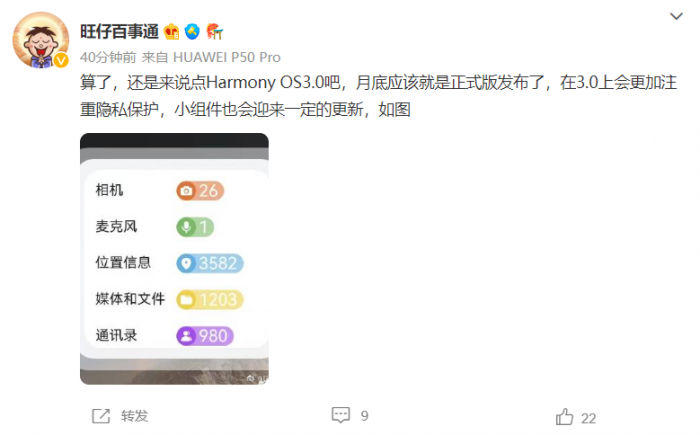 旺仔百事通
40分钟前 来自 HUAWEI P50 Pro
算了，还是来说点Harmony OS3.0吧，月底应该就是正式版发布了，在3.0上会更加注
重隐私保护，小组件也会迎来一定的更新，如图
相机 26
麦克风 1
位置信息 3582
媒体和文件 1203
通讯录 980
转发 9 22